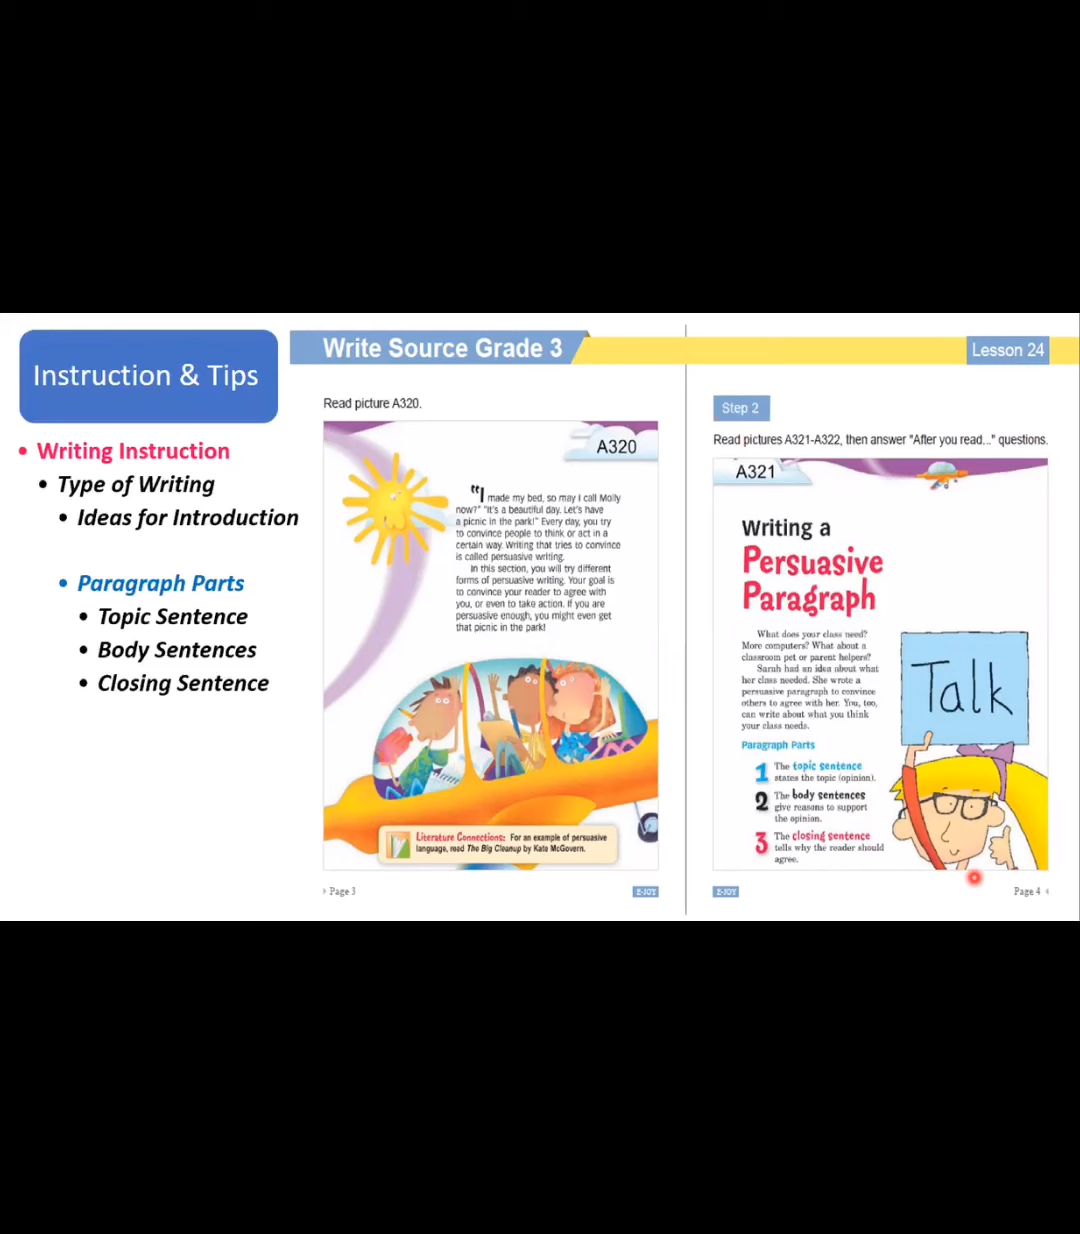 Instruction & Tips
• Writing Instruction
• Type of Writing
• Ideas for Introduction
• Paragraph Parts
• Topic Sentence
• Body Sentences
• Closing Sentence
Write Source Grade 3
Lesson 24
Read picture A320.
A320
"I made my bed, so may I call Molly
now?" "It's a beautiful day. Let's have
a picnic in the park!" Every day, you try
to convince people to think or act in a
certain way. Writing that tries to convince
is called persuasive writing.
In this section, you will try different
forms of persuasive writing. Your goal is
to convince your reader to agree with
you, or even to take action. If you are
persuasive enough, you might even get
that picnic in the park!
Literature Connections: For an example of persuasive
language, read The Big Cleanup by Kate McGovern.
Page 3
E-JOY
Step 2
Read pictures A321-A322, then answer "After you read..." questions.
A321
Writing a
Persuasive
Paragraph
What does your class need?
More computers? What about a
classroom pet or parent helpers?
Sarah had an idea about what
her class needed. She wrote a
persuasive paragraph to convince
others to agree with her. You, too,
can write about what you think
your class needs.
Talk
Paragraph Parts
1 The topic sentence
states the topic (opinion).
2 The body sentences
give reasons to support
the opinion.
3 The closing sentence
tells why the reader should
agree.
E-JOY
Page 4